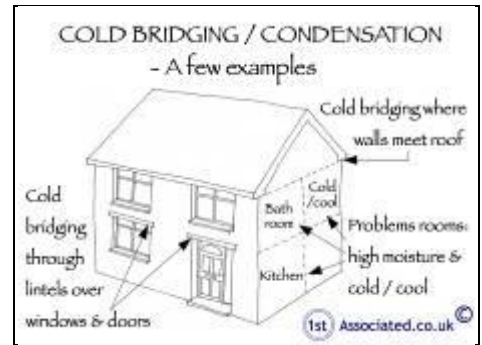 COLD BRIDGING / CONDENSATION
- A few examples
Cold bridging where
walls meet roof
Cold
bridging
through
lintels over
windows & doors
Bath
room
Cold
/cool
Kitchen
Problems rooms:
high moisture &
cold / cool
1st Associated.co.uk ©